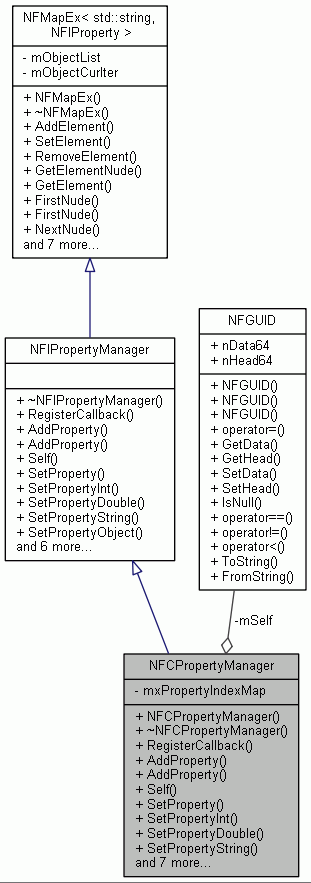 NFMapEx< std::string,
NFIProperty >
- mObjectList
- mObjectCurIter
+ NFMapEx()
+ ~NFMapEx()
+ AddElement()
+ SetElement()
+ RemoveElement()
+ GetElementNude()
+ GetElement()
+ FirstNude()
+ FirstNude()
+ NextNude()
and 7 more...
NFIPropertyManager
+ ~NFIPropertyManager()
+ RegisterCallback()
+ AddProperty()
+ AddProperty()
+ Self()
+ SetProperty()
+ SetPropertyInt()
+ SetPropertyDouble()
+ SetPropertyString()
+ SetPropertyObject()
and 6 more...
NFGUID
+ nData64
+ nHead64
+ NFGUID()
+ NFGUID()
+ NFGUID()
+ operator=()
+ GetData()
+ GetHead()
+ SetData()
+ SetHead()
+ IsNull()
+ operator==()
+ operator!=()
+ operator<()
+ ToString()
+ FromString()
-mSelf
NFCPropertyManager
- mxPropertyIndexMap
+ NFCPropertyManager()
+ ~NFCPropertyManager()
+ RegisterCallback()
+ AddProperty()
+ AddProperty()
+ Self()
+ SetProperty()
+ SetPropertyInt()
+ SetPropertyDouble()
+ SetPropertyString()
and 7 more...